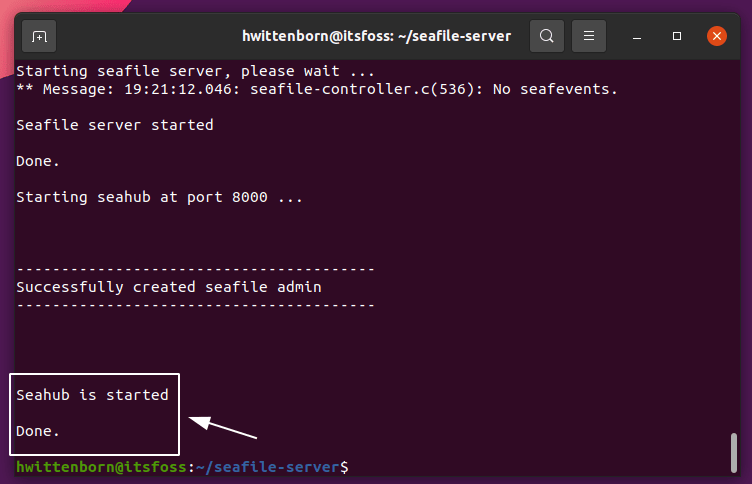 hwittenborn@itsfoss: ~/seafile-server
Starting seafile server, please wait ...
** Message: 19:21:12.046: seafile-controller.c(536): No seafevents.
Seafile server started
Done.
Starting seahub at port 8000 ...
----------------------------------------
Successfully created seafile admin
----------------------------------------
Seahub is started
Done.
hwittenborn@itsfoss:~/seafile-server$